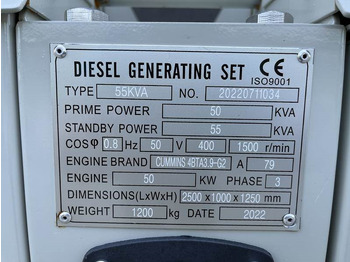 DIESEL GENERATING SET CE
ISO9001
TYPE 55KVA NO. 20220711034
PRIME POWER 50 KVA
STANDBY POWER 55 KVA
COSφ 0.8 Hz 50 V 400 1500 r/min
ENGINE BRAND CUMMINS 4BTA3.9-G2 A 79
ENGINE 50 KW PHASE 3
DIMENSIONS(LxWxH) 2500 x 1000 x 1250 mm
WEIGHT 1200 kg DATE 2022